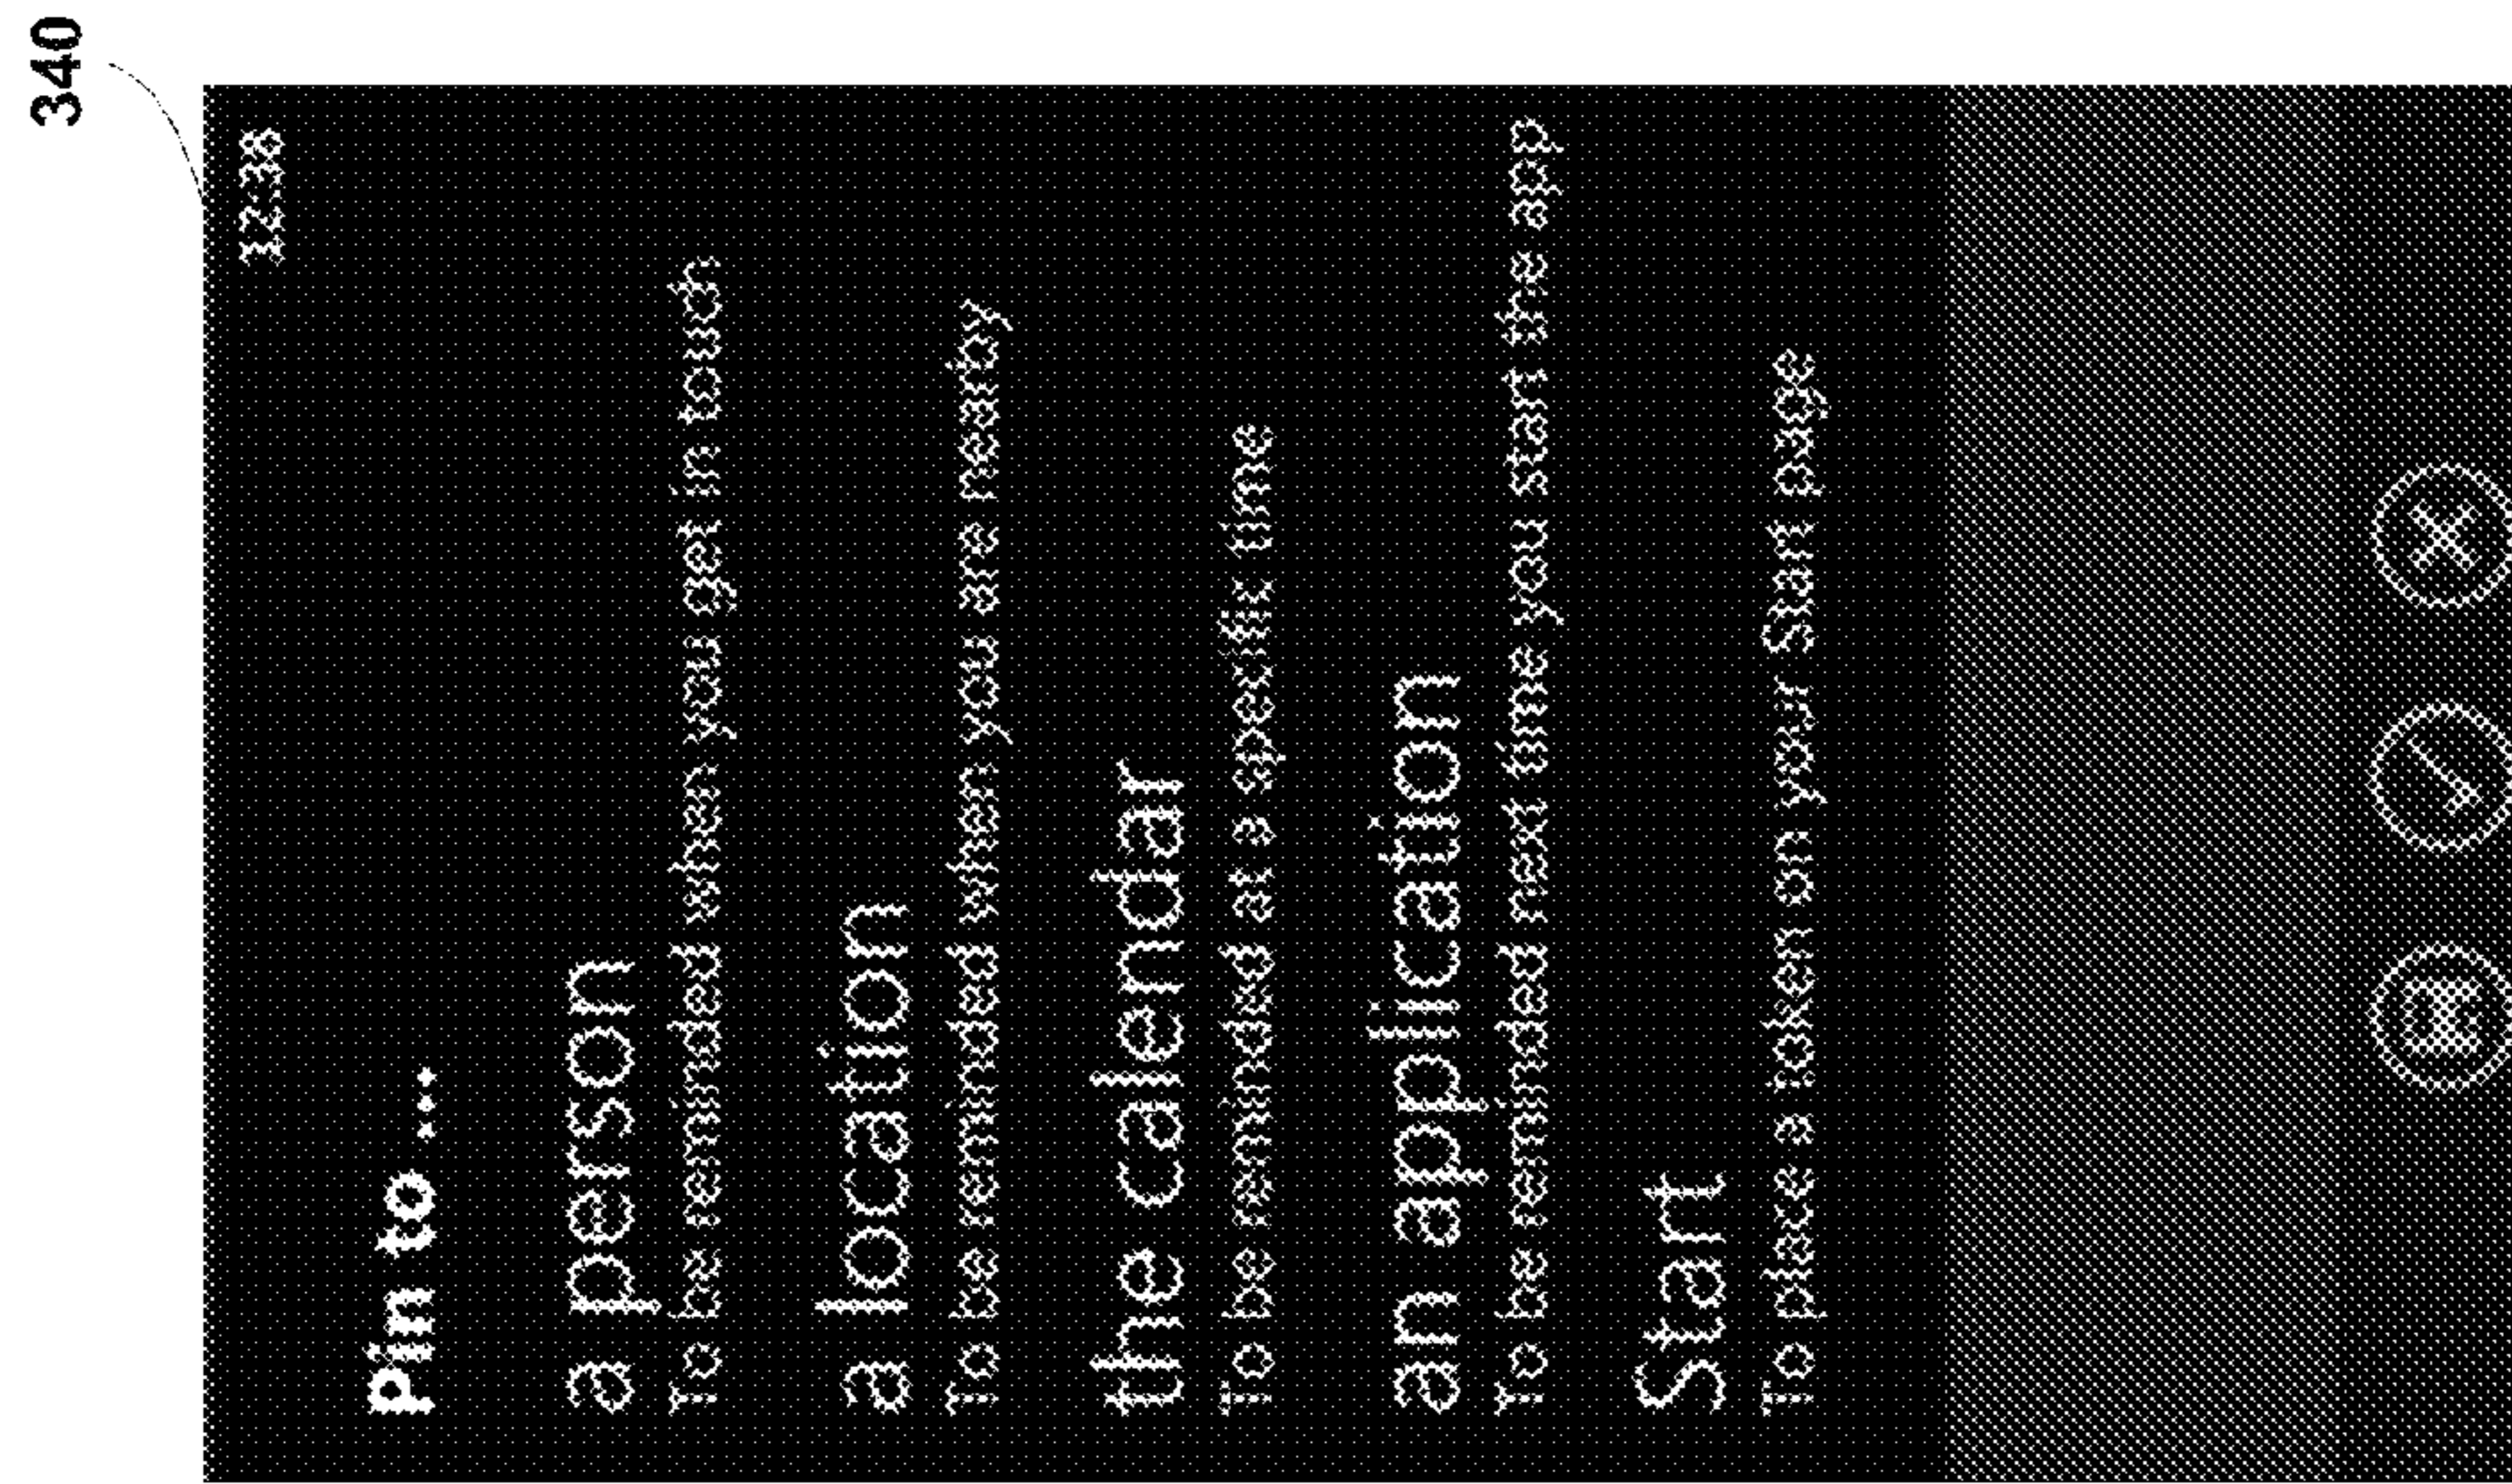 340
12:38
Pin to ...
a person
To be reminded when you get in touch
a location
To be reminded when you are nearby
the calendar
To be reminded at a specific time
an application
To be reminded next time you start the app
Start
To place a token on your Start page